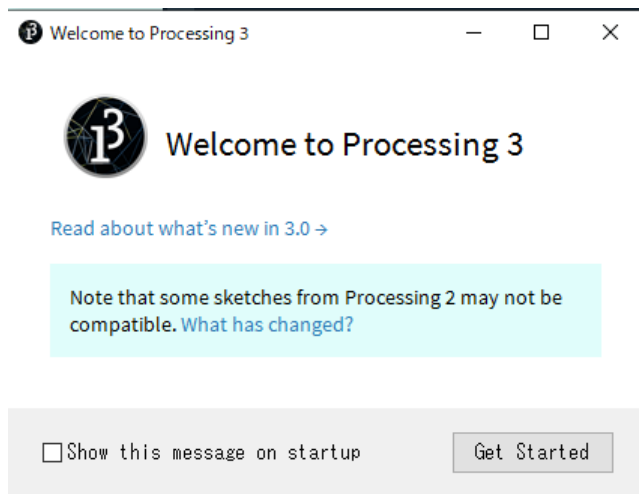 Welcome to Processing 3
Welcome to Processing 3
Read about what's new in 3.0 →
Note that some sketches from Processing 2 may not be
compatible. What has changed?
Show this message on startup
Get Started